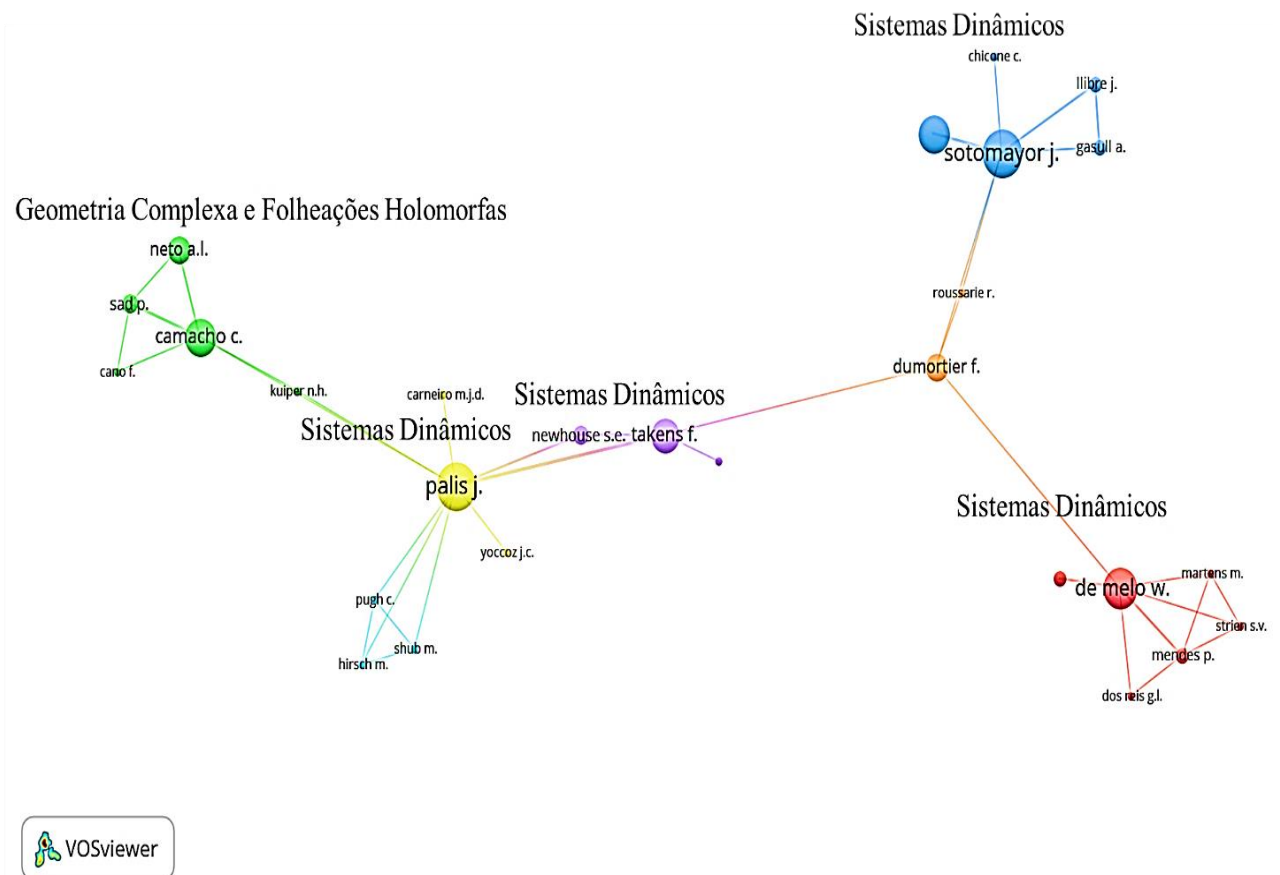 Sistemas Dinâmicos
chicone c.
llibre j.
sotomayor j.
gasull a.
Geometria Complexa e Folheações Holomorfas
neto a.l.
sad p.
camacho c.
cano f.
kuiper n.h.
roussarie r.
dumortier f.
carneiro m.j.d.
Sistemas Dinâmicos
Sistemas Dinâmicos
newhouse s.e.
takens f.
palis j.
yoccoz j.c.
pugh c.
shub m.
hirsch m.
Sistemas Dinâmicos
de melo w.
martens m.
strien s.v.
mendes p.
dos reis g.l.
VOSviewer